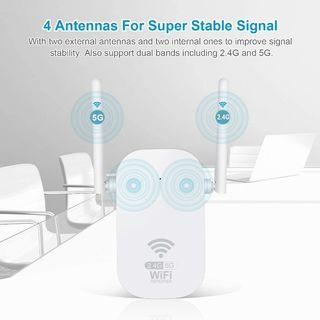 4 Antennas For Super Stable Signal
With two external antennas and two internal ones to improve signal
stability. Also support dual bands including 2.4G and 5G.
5G
2.4G
2.4G 5G
WiFi
REPEATER